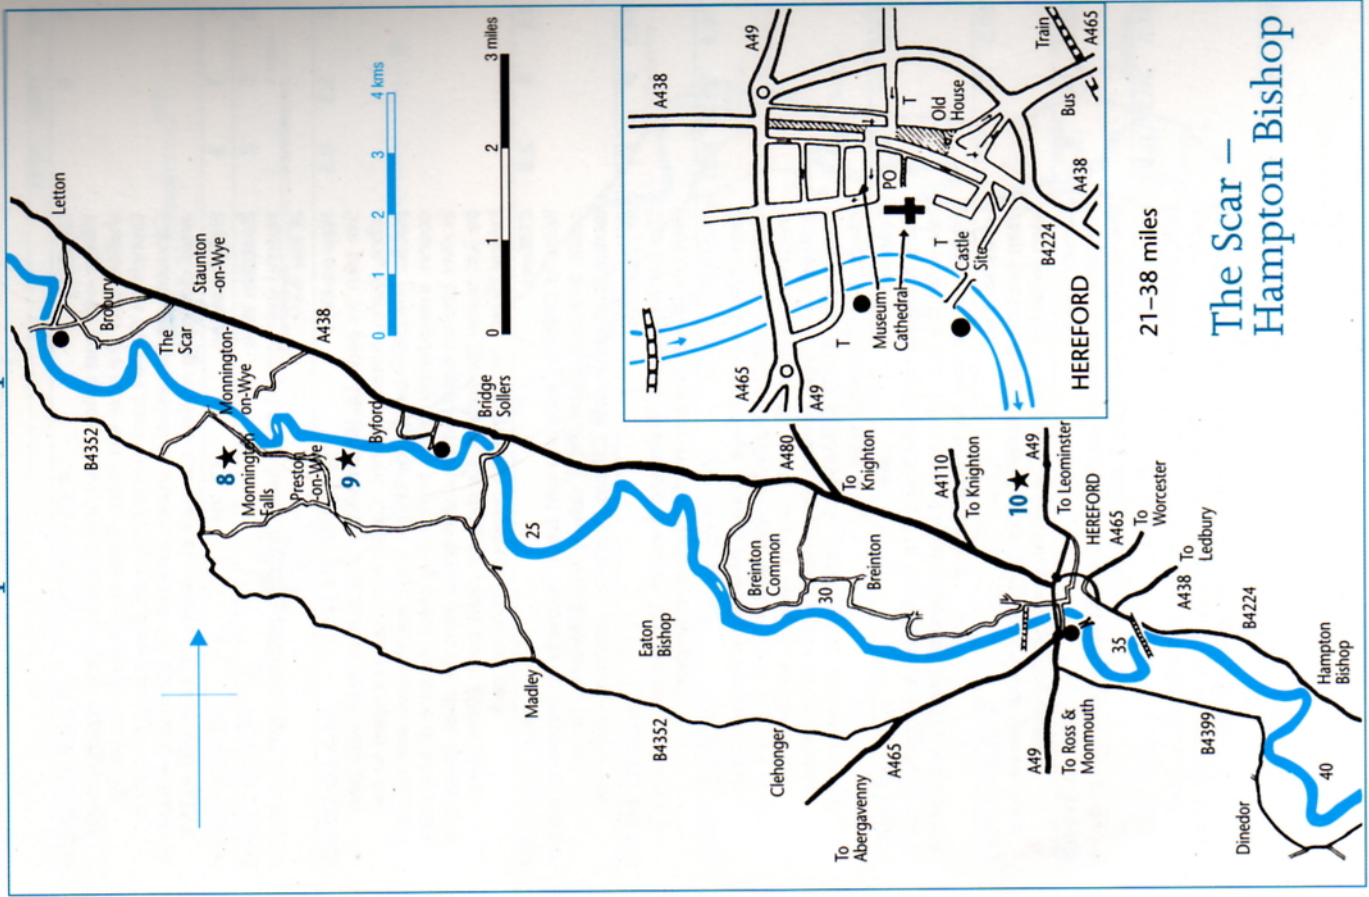 The Scar –
Hampton Bishop
21–38 miles
Letton
Brobury
The
Scar
Staunton
-on-Wye
A438
B4352
Monnington-
on-Wye
8
Monnington
Falls
Preston
-on-Wye
9
Byford
Bridge
Sollers
25
Madley
Eaton
Bishop
B4352
Clehonger
Breinton
Common
30
Breinton
A480
To
Knighton
A4110
To Knighton
10
A49
To Leominster
HEREFORD
A465
To
Worcester
To
Ledbury
A438
B4224
35
To
Abergavenny
A465
A49
To Ross &
Monmouth
B4399
Hampton
Bishop
40
Dinedor
0
1
2
3
4 kms
0
1
2
3 miles
A438
A49
T
Old
House
Train
A465
Bus
PO
A438
T
Castle
Site
B4224
Museum
Cathedral
T
A465
A49
HEREFORD